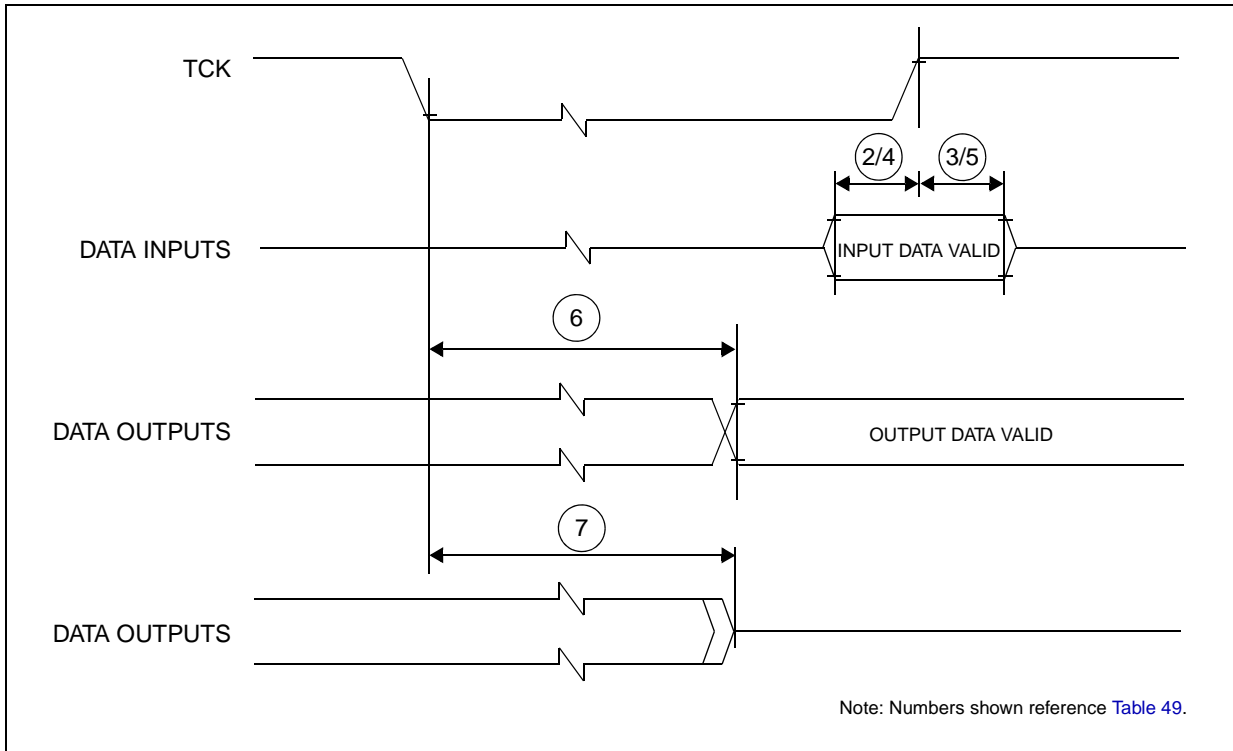 TCK
2/4
3/5
DATA INPUTS
INPUT DATA VALID
6
DATA OUTPUTS
OUTPUT DATA VALID
7
DATA OUTPUTS
Note: Numbers shown reference Table 49.